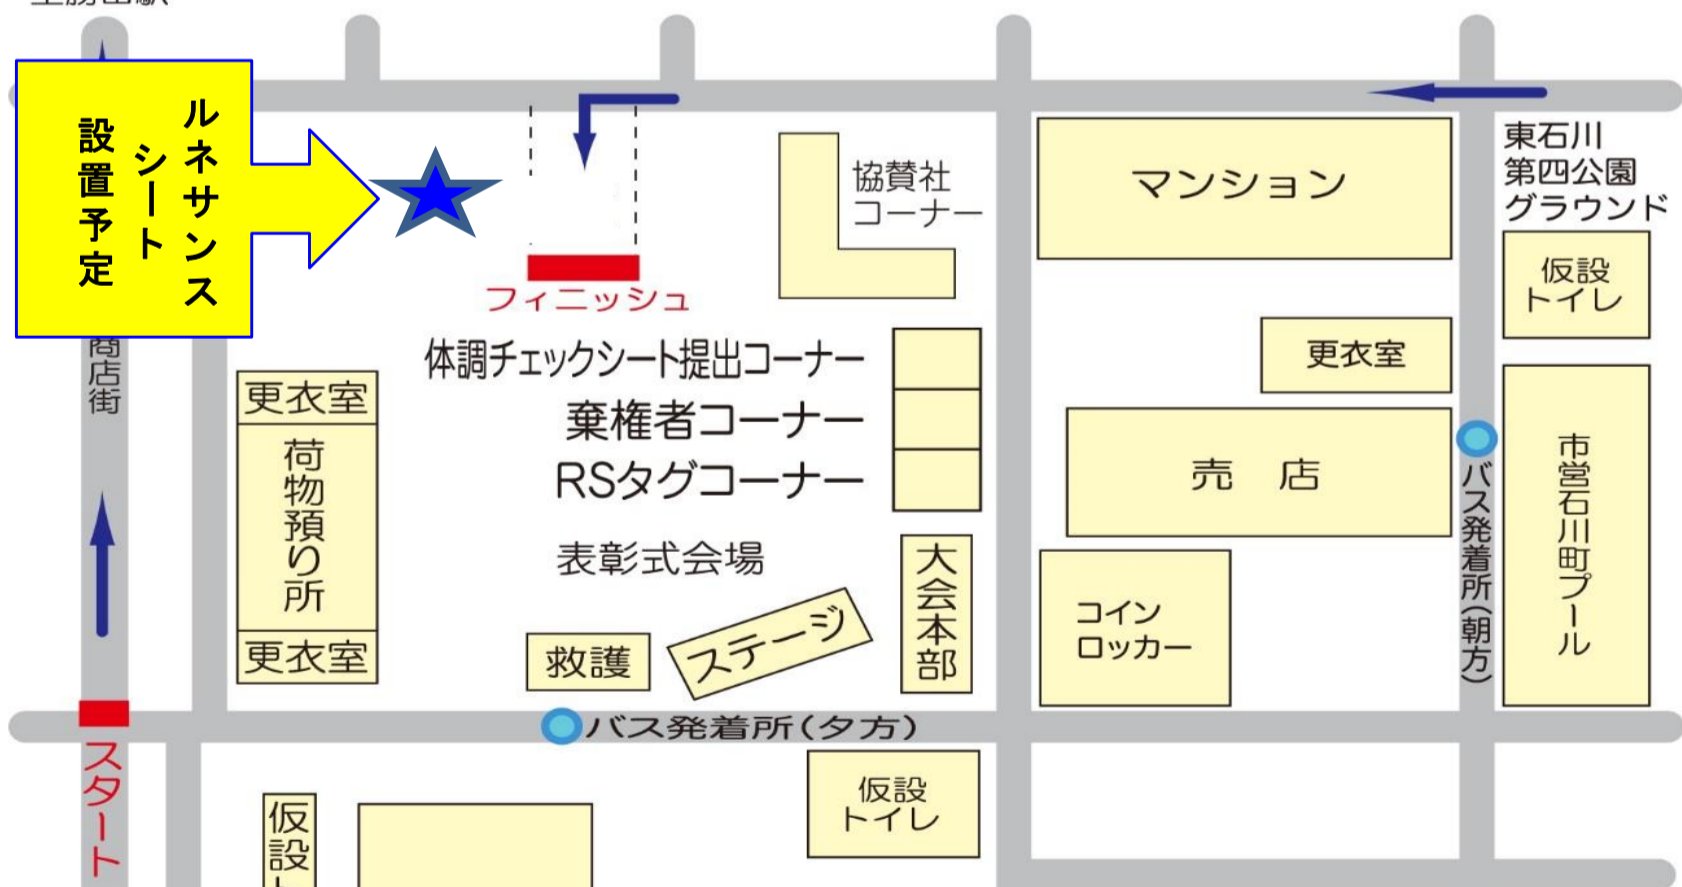 ルネサンス
シート
設置予定
商店街
フィニッシュ
協賛社
コーナー
マンション
東石川
第四公園
グラウンド
仮設
トイレ
体調チェックシート提出コーナー
棄権者コーナー
RSタグコーナー
更衣室
更衣室
荷物預り所
更衣室
売 店
市営石川町プール
バス発着所(朝方)
表彰式会場
大会本部
コイン
ロッカー
救護
ステージ
バス発着所(夕方)
スタート
仮設
トイレ
仮設